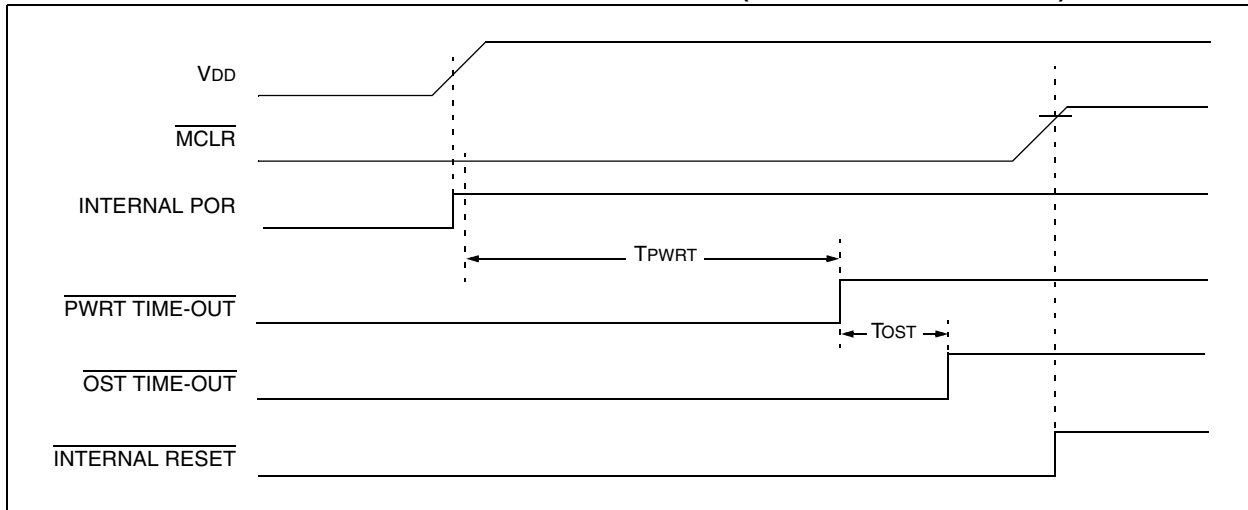 VDD
MCLR
INTERNAL POR
TPWRT
PWRT TIME-OUT
TOST
OST TIME-OUT
INTERNAL RESET